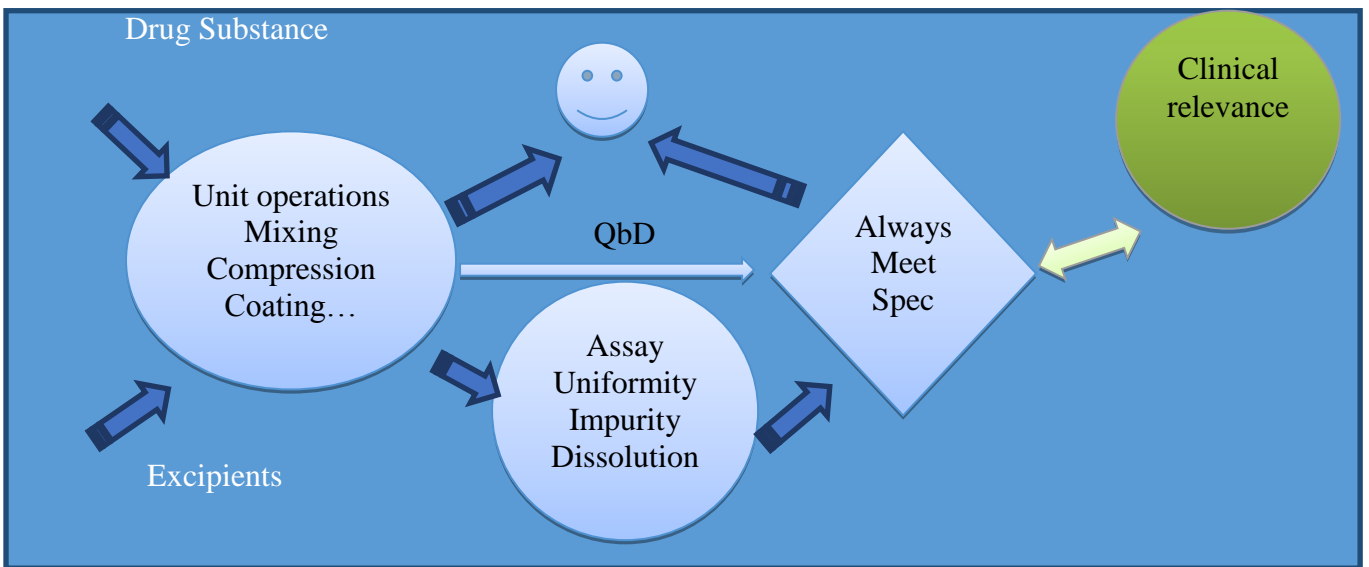 Drug Substance
Clinical
relevance
Unit operations
Mixing
Compression
Coating…
QbD
Always
Meet
Spec
Assay
Uniformity
Impurity
Dissolution
Excipients